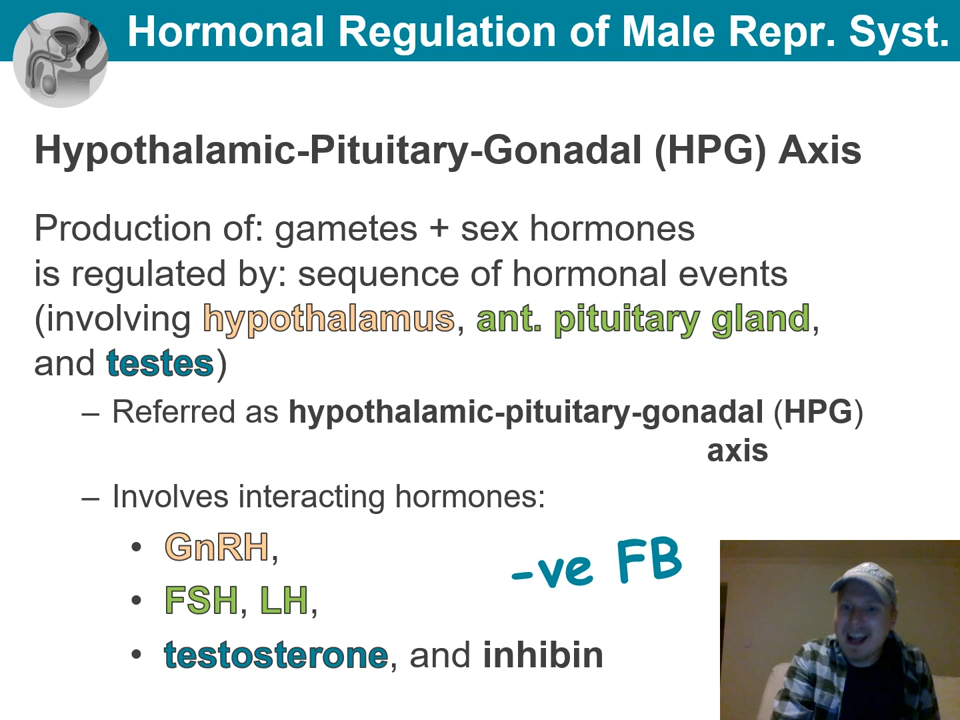 Hormonal Regulation of Male Repr. Syst.
Hypothalamic-Pituitary-Gonadal (HPG) Axis
Production of: gametes + sex hormones
is regulated by: sequence of hormonal events
(involving hypothalamus, ant. pituitary gland,
and testes)
– Referred as hypothalamic-pituitary-gonadal (HPG)
axis
– Involves interacting hormones:
• GnRH,
-ve FB
• FSH, LH,
• testosterone, and inhibin